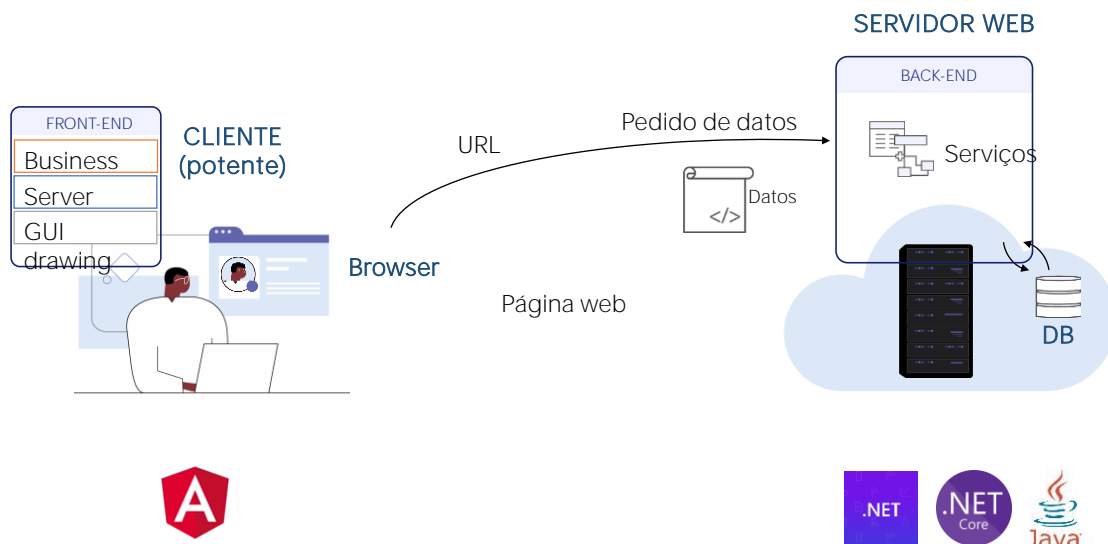 SERVIDOR WEB
BACK-END
Serviços
DB
FRONT-END
Business
Server
GUI
drawing
CLIENTE
(potente)
Browser
URL
Pedido de datos
Datos
</>
Página web
A
.NET
.NET
Core
Java